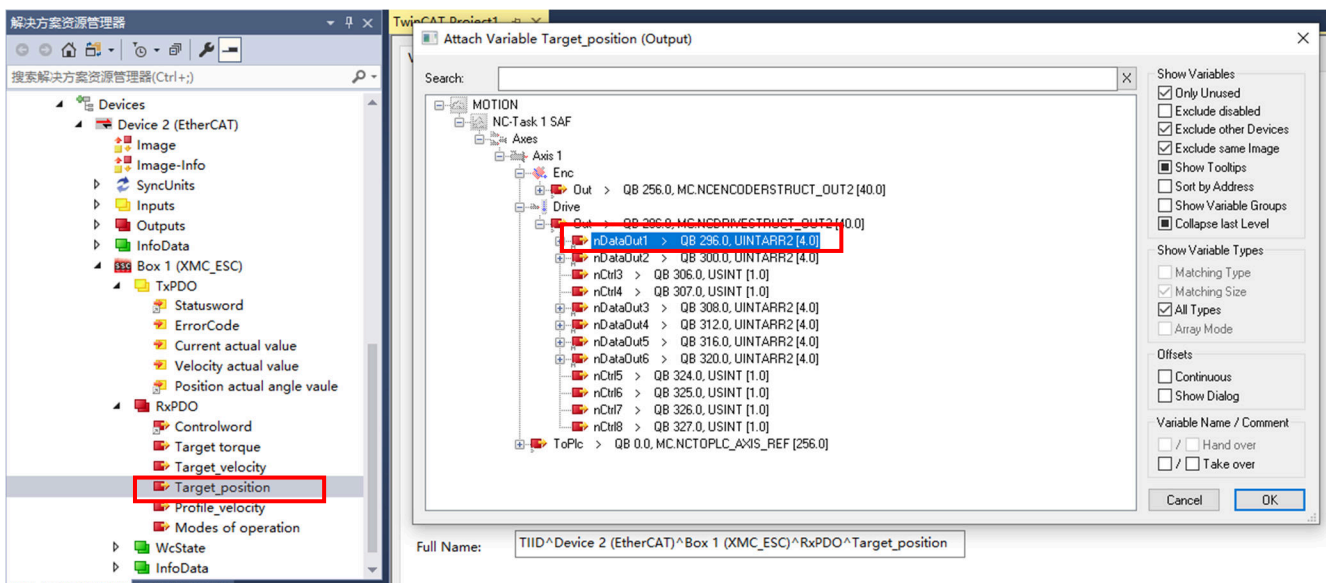 解决方案资源管理器
搜索解决方案资源管理器(Ctrl+;)
Devices
Device 2 (EtherCAT)
Image
Image-Info
SyncUnits
Inputs
Outputs
InfoData
Box 1 (XMC_ESC)
TxPDO
Statusword
ErrorCode
Current actual value
Velocity actual value
Position actual angle vaule
RxPDO
Controlword
Target torque
Target_velocity
Target_position
Profile_velocity
Modes of operation
WcState
InfoData
TwinCAT Project1
Attach Variable Target_position (Output)
Search:
MOTION
NC-Task 1 SAF
Axes
Axis 1
Enc
Out > QB 256.0, MC.NCENCODERSTRUCT_OUT2 [40.0]
Drive
Out > QB 296.0, MC.NCDRIVESTRUCT_OUT2 [40.0]
nDataOut1 > QB 296.0, UINTARR2 [4.0]
nDataOut2 > QB 300.0, UINTARR2 [4.0]
nCtrl3 > QB 306.0, USINT [1.0]
nCtrl4 > QB 307.0, USINT [1.0]
nDataOut3 > QB 308.0, UINTARR2 [4.0]
nDataOut4 > QB 312.0, UINTARR2 [4.0]
nDataOut5 > QB 316.0, UINTARR2 [4.0]
nDataOut6 > QB 320.0, UINTARR2 [4.0]
nCtrl5 > QB 324.0, USINT [1.0]
nCtrl6 > QB 325.0, USINT [1.0]
nCtrl7 > QB 326.0, USINT [1.0]
nCtrl8 > QB 327.0, USINT [1.0]
ToPlc > QB 0.0, MC.NCTOPLC_AXIS_REF [256.0]
Show Variables
Only Unused
Exclude disabled
Exclude other Devices
Exclude same Image
Show Tooltips
Sort by Address
Show Variable Groups
Collapse last Level
Show Variable Types
Matching Type
Matching Size
All Types
Array Mode
Offsets
Continuous
Show Dialog
Variable Name / Comment
/ Hand over
/ Take over
Cancel
OK
Full Name:
TIID^Device 2 (EtherCAT)^Box 1 (XMC_ESC)^RxPDO^Target_position